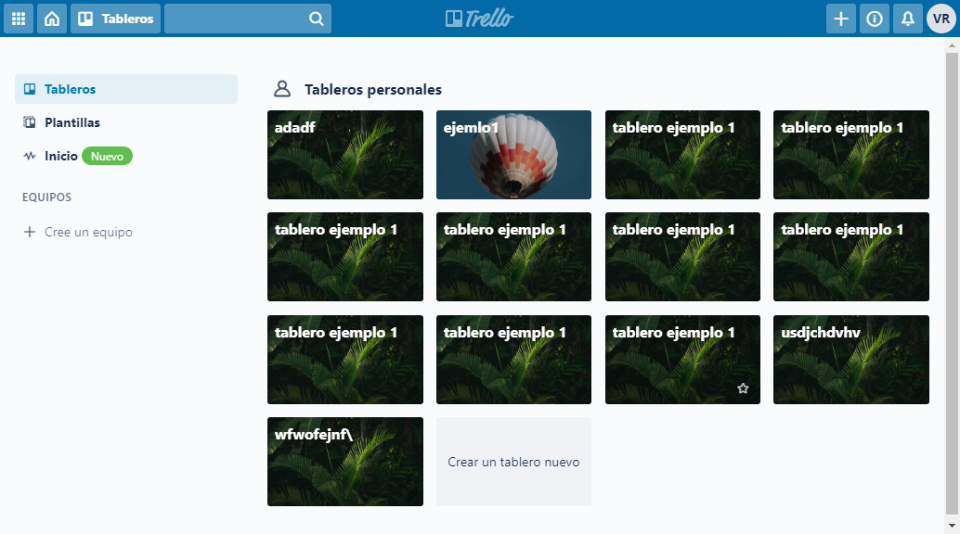 Tableros
Trello
VR
Tableros
Plantillas
Inicio Nuevo
EQUIPOS
+ Cree un equipo
Tableros personales
adadf
ejemlo1
tablero ejemplo 1
tablero ejemplo 1
tablero ejemplo 1
tablero ejemplo 1
tablero ejemplo 1
tablero ejemplo 1
tablero ejemplo 1
tablero ejemplo 1
tablero ejemplo 1
usdjchdvhv
wfwofejnf\
Crear un tablero nuevo